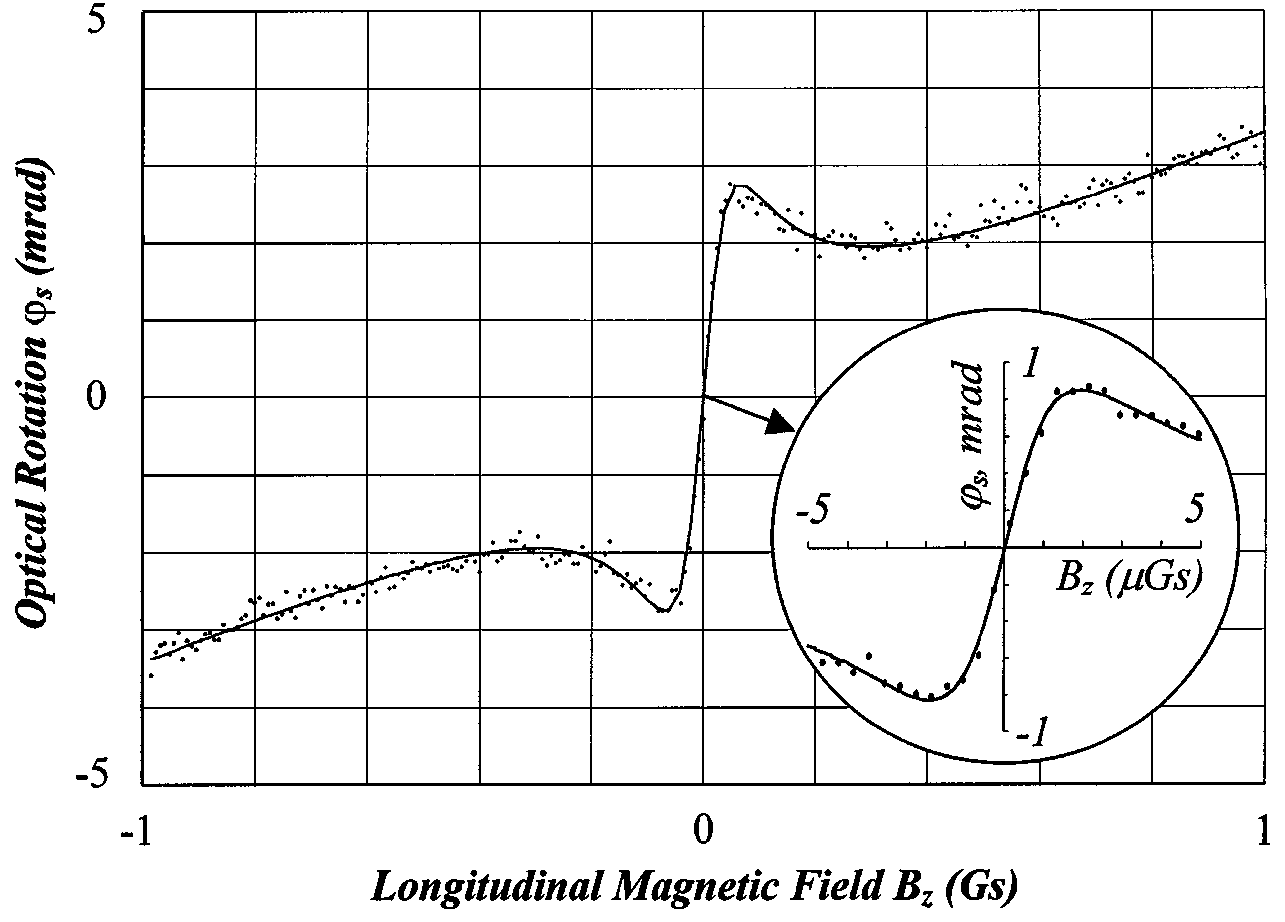 5
0
-5
-1
0
1
Optical Rotation φs (mrad)
Longitudinal Magnetic Field Bz (Gs)
φs, mrad
1
-5
5
Bz (μGs)
-1